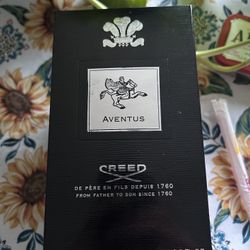 AVENTUS
CREED
DE PÈRE EN FILS DEPUIS 1760
FROM FATHER TO SON SINCE 1760